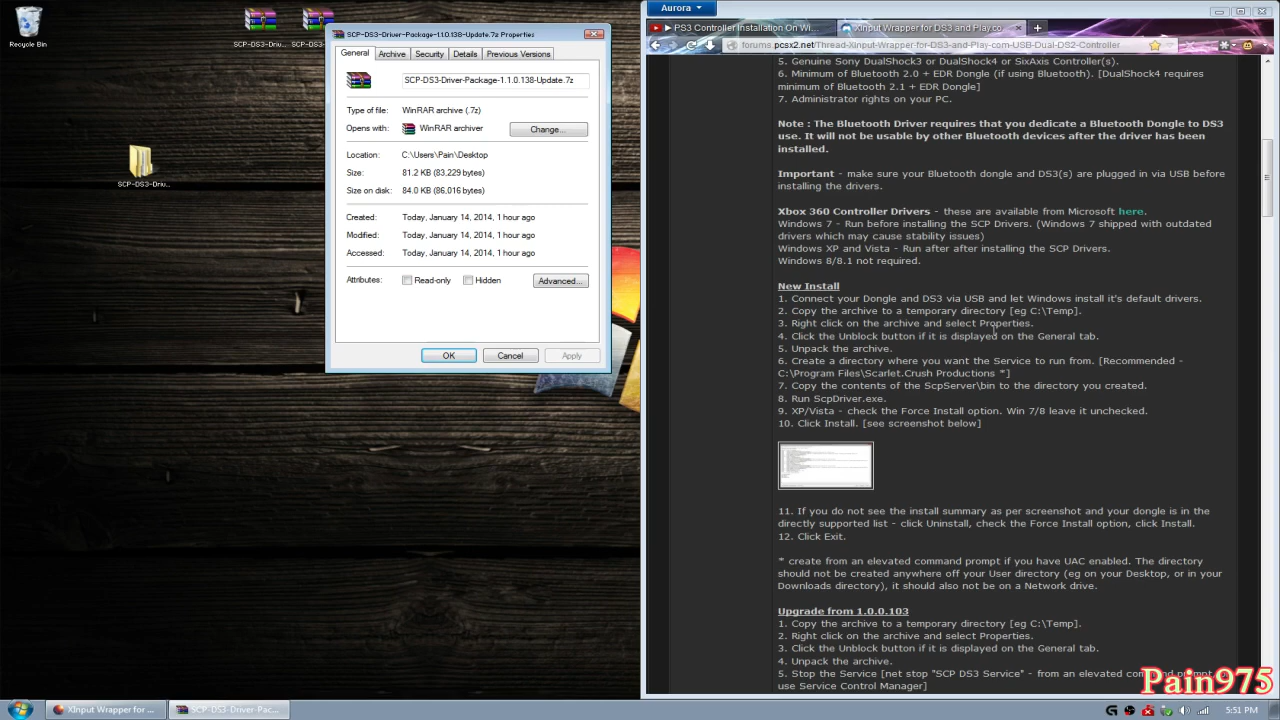 Recycle Bin
SCP-DS3-Driv...
SCP-DS3-Driv...
SCP-DS3-Driver-Package-1.1.0.138-Update.7z Properties
General Archive Security Details Previous Versions
SCP-DS3-Driver-Package-1.1.0.138-Update.7z
Type of file: WinRAR archive (.7z)
Opens with: WinRAR archiver Change...
Location: C:\Users\Pain\Desktop
Size: 81.2 KB (83,229 bytes)
Size on disk: 84.0 KB (86,016 bytes)
Created: Today, January 14, 2014, 1 hour ago
Modified: Today, January 14, 2014, 1 hour ago
Accessed: Today, January 14, 2014, 1 hour ago
Attributes: Read-only Hidden Advanced...
OK Cancel Apply
Aurora
PS3 Controller Installation On Wi...
XInput Wrapper for DS3 and Play.co...
forums.pcsx2.net/Thread-XInput-Wrapper-for-DS3-and-Play-com-USB-Dual-DS2-Controller
5. Genuine Sony DualShock3 or DualShock4 or SixAxis Controller(s).
6. Minimum of Bluetooth 2.0 + EDR Dongle (if using Bluetooth). [DualShock4 requires
minimum of Bluetooth 2.1 + EDR Dongle]
7. Administrator rights on your PC.
Note : The Bluetooth Driver requires that you dedicate a Bluetooth Dongle to DS3
use. It will not be usable by other Bluetooth devices after the driver has been
installed.
Important - make sure your Bluetooth dongle and DS3(s) are plugged in via USB before
installing the drivers.
Xbox 360 Controller Drivers - these are available from Microsoft here.
Windows 7 - Run before installing the SCP Drivers. (Windows 7 shipped with outdated
drivers which may cause stability issues)
Windows XP and Vista - Run after after installing the SCP Drivers.
Windows 8/8.1 not required.
New Install
1. Connect your Dongle and DS3 via USB and let Windows install it's default drivers.
2. Copy the archive to a temporary directory [eg C:\Temp].
3. Right click on the archive and select Properties.
4. Click the Unblock button if it is displayed on the General tab.
5. Unpack the archive.
6. Create a directory where you want the Service to run from. [Recommended -
C:\Program Files\Scarlet.Crush Productions *]
7. Copy the contents of the ScpServer\bin to the directory you created.
8. Run ScpDriver.exe.
9. XP/Vista - check the Force Install option. Win 7/8 leave it unchecked.
10. Click Install. [see screenshot below]
11. If you do not see the install summary as per screenshot and your dongle is in the
directly supported list - click Uninstall, check the Force Install option, click Install.
12. Click Exit.
* create from an elevated command prompt if you have UAC enabled. The directory
should not be created anywhere off your User directory (eg on your Desktop, or in your
Downloads directory), it should also not be on a Network drive.
Upgrade from 1.0.0.103
1. Copy the archive to a temporary directory [eg C:\Temp].
2. Right click on the archive and select Properties.
3. Click the Unblock button if it is displayed on the General tab.
4. Unpack the archive.
5. Stop the Service [net stop "SCP DS3 Service" - from an elevated command prompt,
use Service Control Manager]
Pain975
XInput Wrapper for ...
SCP-DS3-Driver-Pac...
5:51 PM